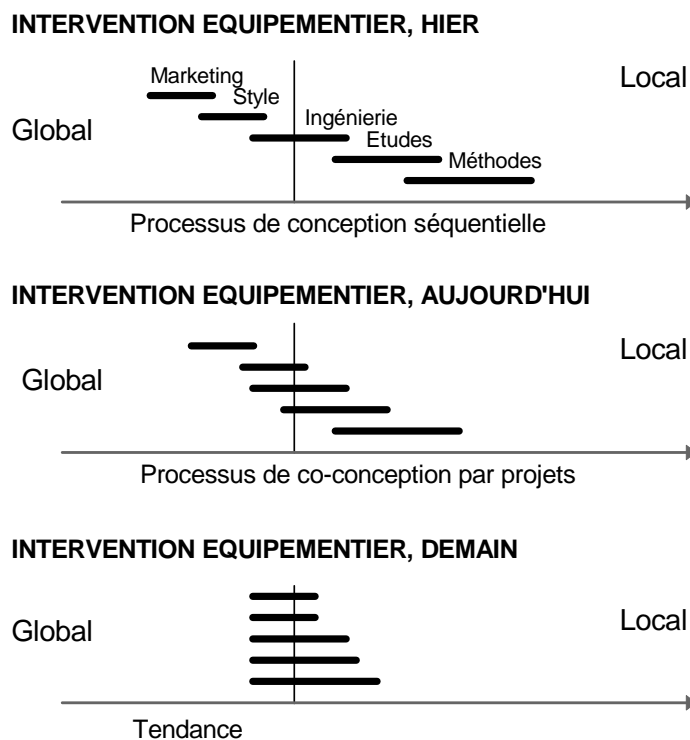 INTERVENTION EQUIPEMENTIER, HIER
Marketing
Local
Style
Global
Ingénierie
Etudes
Méthodes
Processus de conception séquentielle
INTERVENTION EQUIPEMENTIER, AUJOURD'HUI
Local
Global
Processus de co-conception par projets
INTERVENTION EQUIPEMENTIER, DEMAIN
Global
Local
Tendance